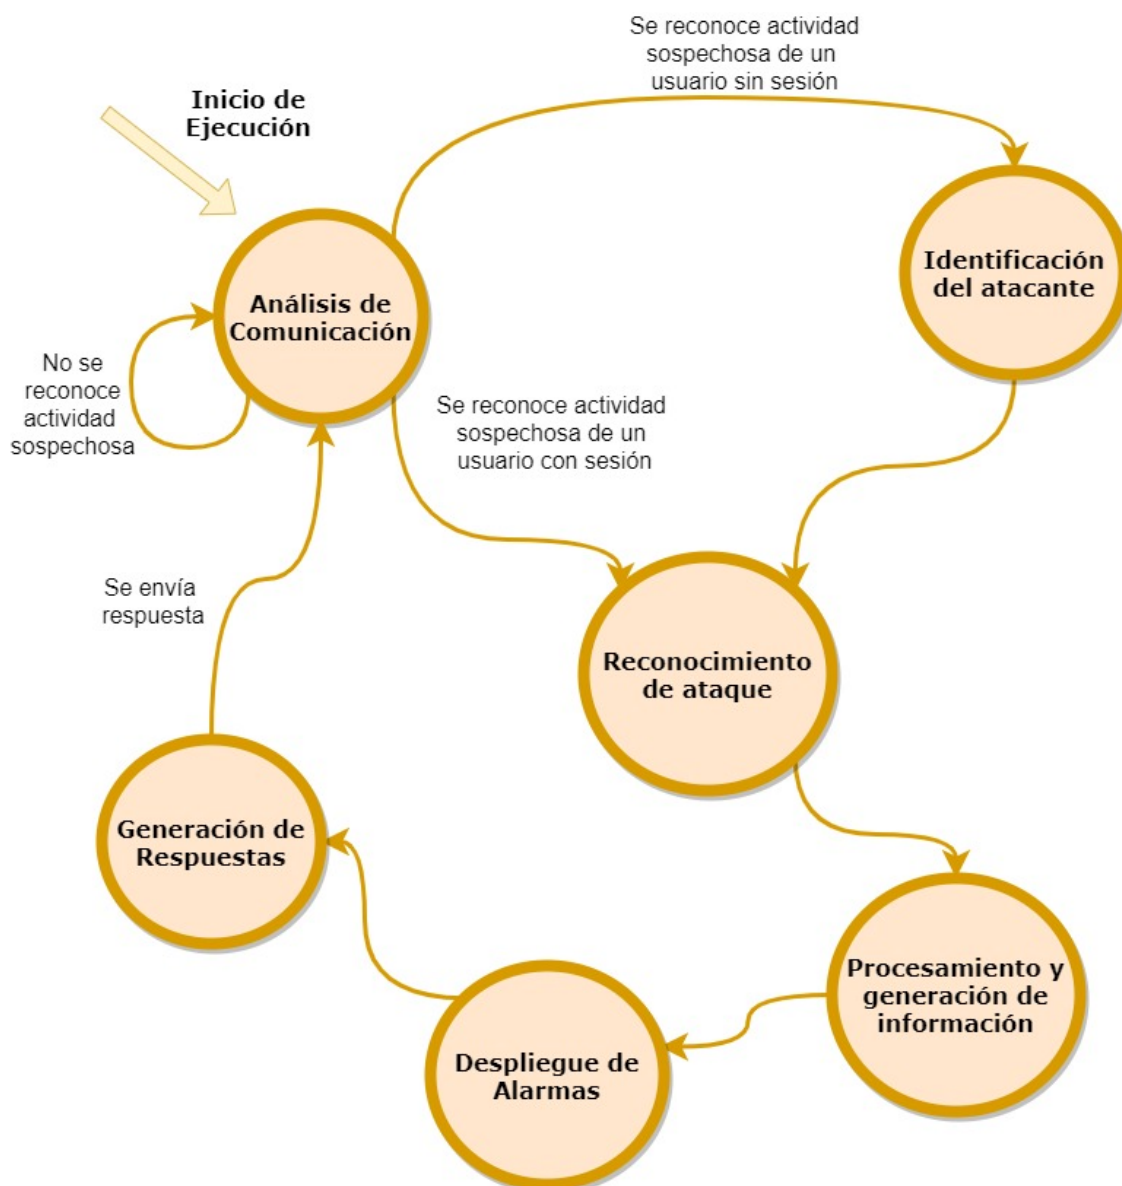 Se reconoce actividad
sospechosa de un
usuario sin sesión
Inicio de
Ejecución
Identificación
del atacante
Análisis de
Comunicación
No se
reconoce
actividad
sospechosa
Se reconoce actividad
sospechosa de un
usuario con sesión
Se envía
respuesta
Reconocimiento
de ataque
Generación de
Respuestas
Procesamiento y
generación de
información
Despliegue de
Alarmas